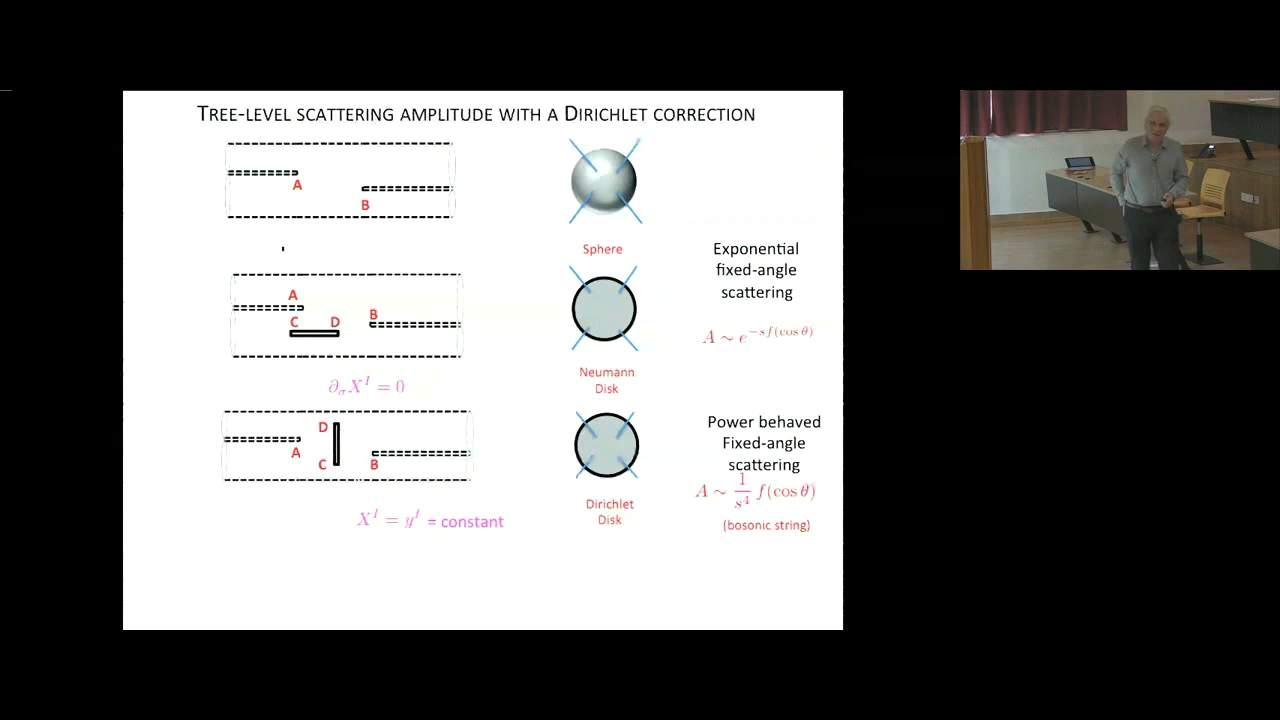 TREE-LEVEL SCATTERING AMPLITUDE WITH A DIRICHLET CORRECTION
A
B
Sphere
A
C D
B
∂_σ X^I = 0
Neumann
Disk
Exponential
fixed-angle
scattering
A ∼ e^{−s f(cos θ)}
D
A
C
B
X^I = y^I = constant
Dirichlet
Disk
Power behaved
Fixed-angle
scattering
A ∼ 1/s^4 f(cos θ)
(bosonic string)